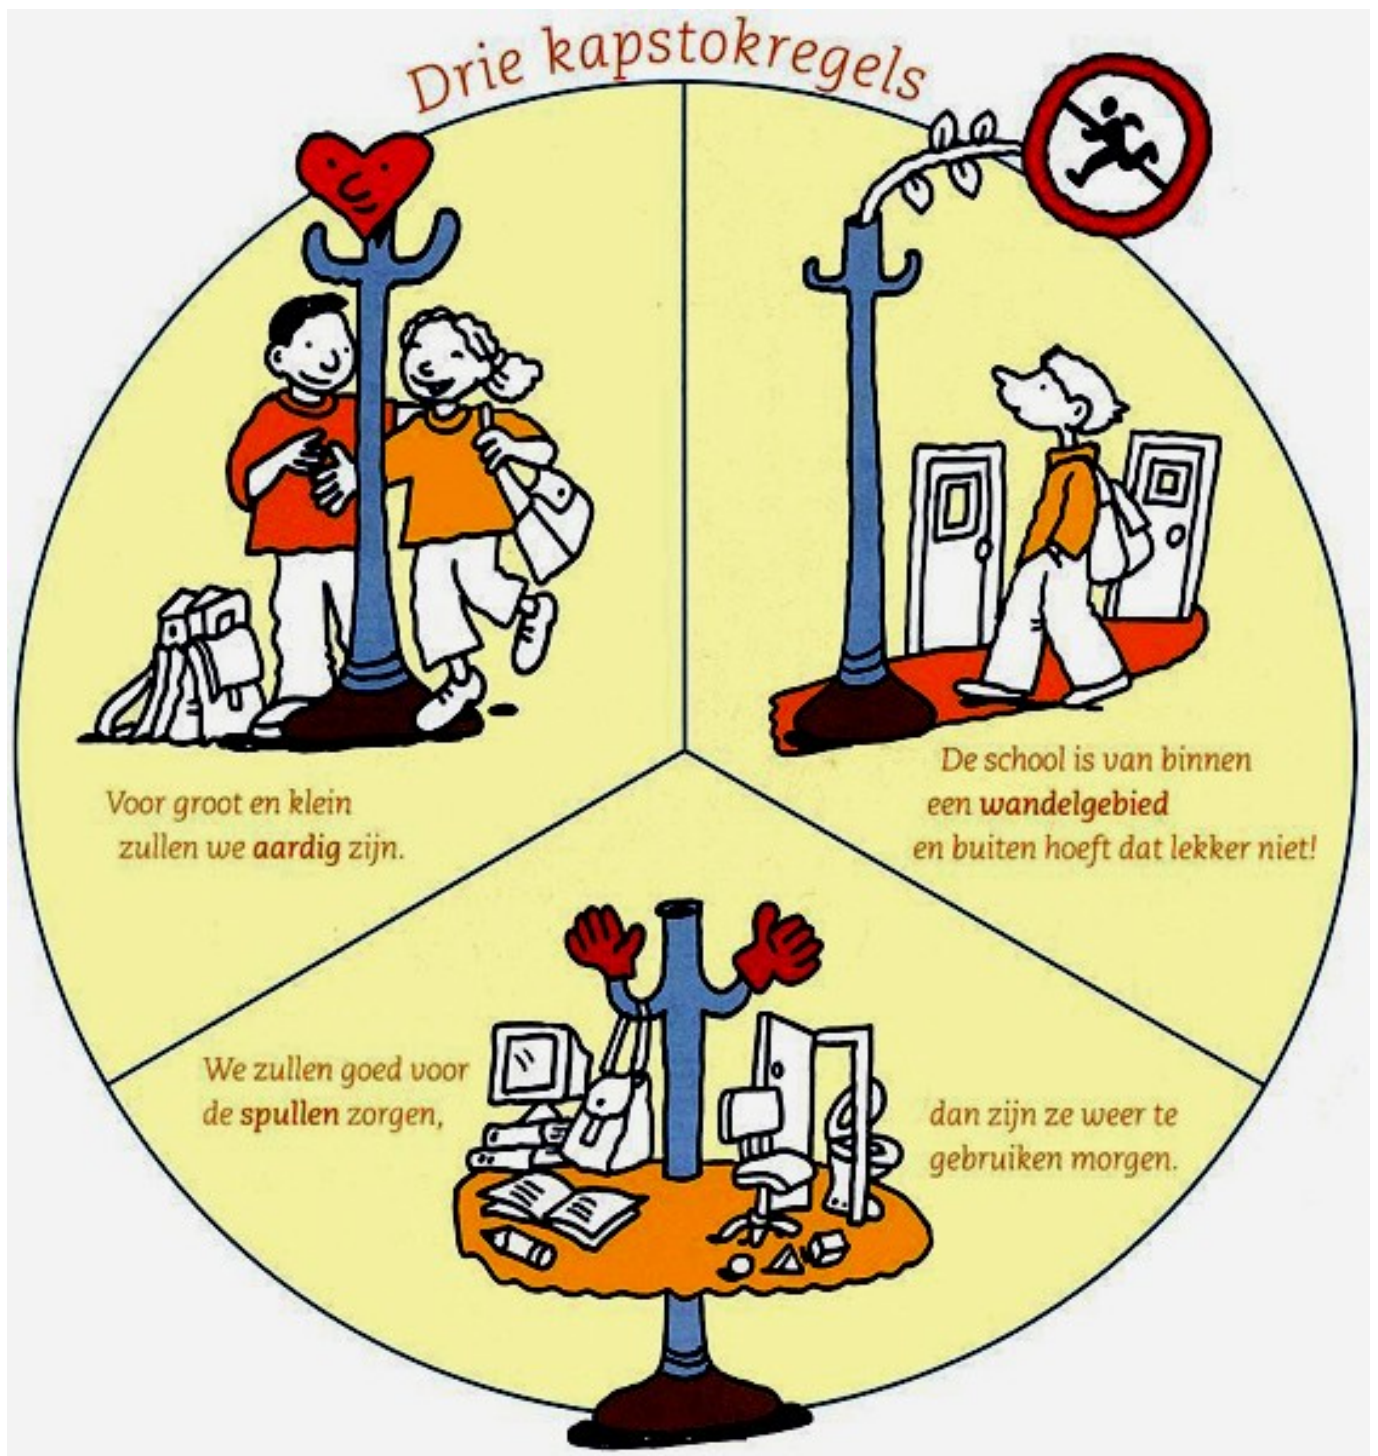 Drie kapstokregels
Voor groot en klein
zullen we aardig zijn.
De school is van binnen
een wandelgebied
en buiten hoeft dat lekker niet!
We zullen goed voor
de spullen zorgen,
dan zijn ze weer te
gebruiken morgen.